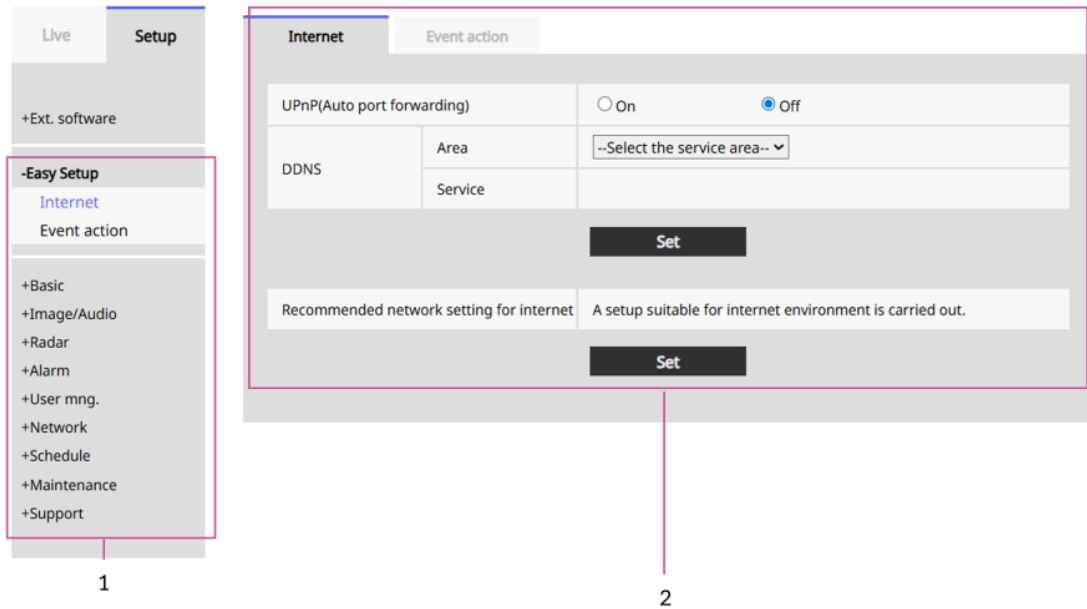 Live Setup
+Ext. software
-Easy Setup
Internet
Event action
+Basic
+Image/Audio
+Radar
+Alarm
+User mng.
+Network
+Schedule
+Maintenance
+Support
1
Internet Event action
UPnP(Auto port forwarding) On Off
DDNS
Area --Select the service area--
Service
Set
Recommended network setting for internet A setup suitable for internet environment is carried out.
Set
2